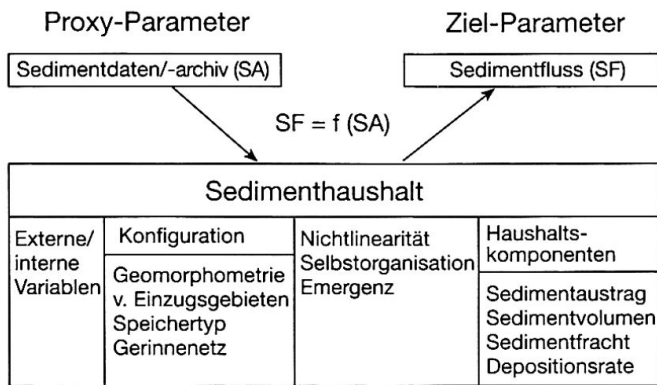 Proxy-Parameter
Ziel-Parameter
Sedimentdaten/-archiv (SA)
Sedimentfluss (SF)
SF = f (SA)
Sedimenthaushalt
Externe/
interne
Variablen
Konfiguration
Geomorphometrie
v. Einzugsgebieten
Speichertyp
Gerinnenetz
Nichtlinearität
Selbstorganisation
Emergenz
Haushalts-
komponenten
Sedimentaustrag
Sedimentvolumen
Sedimentfracht
Depositionsrate